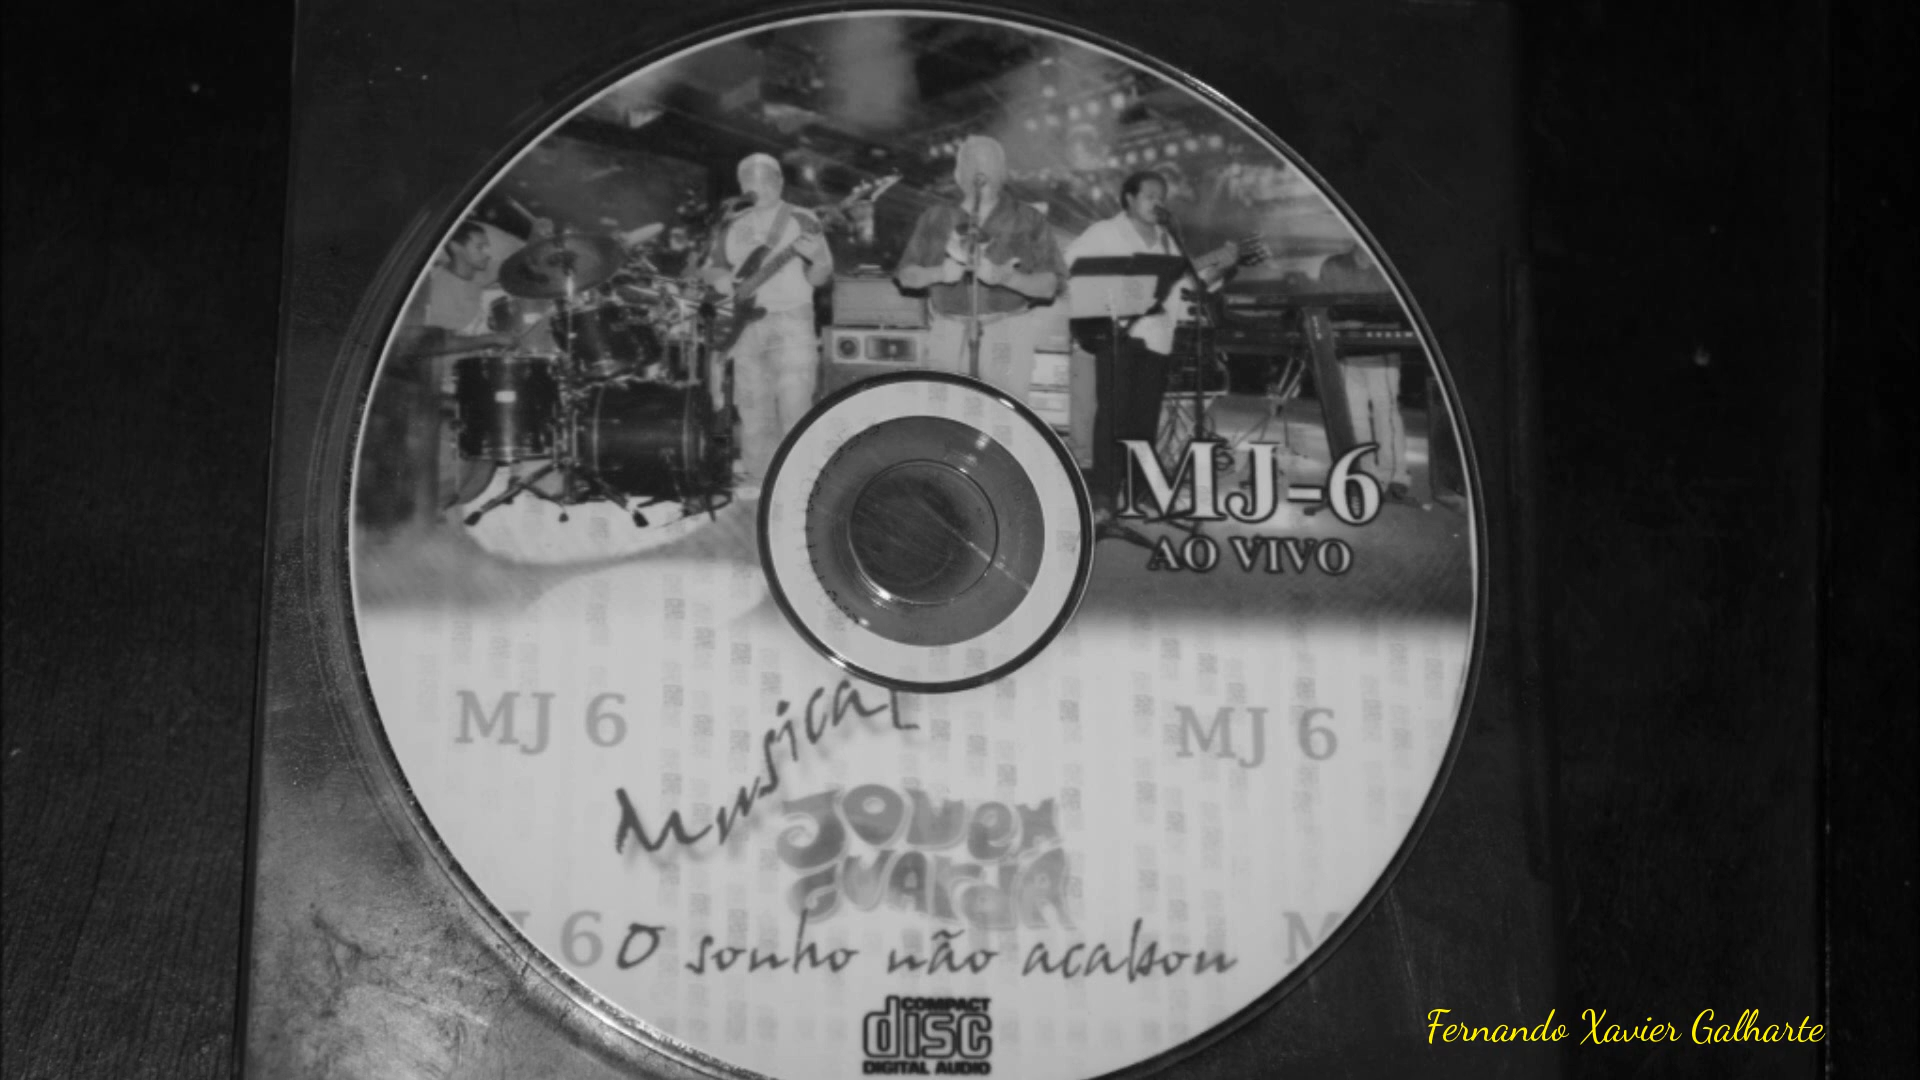 MJ-6
AO VIVO
MJ 6
MJ 6
Musical
Jovem
Guarda
6
M
O sonho não acabou
COMPACT
disc
DIGITAL AUDIO
Fernando Xavier Galharte